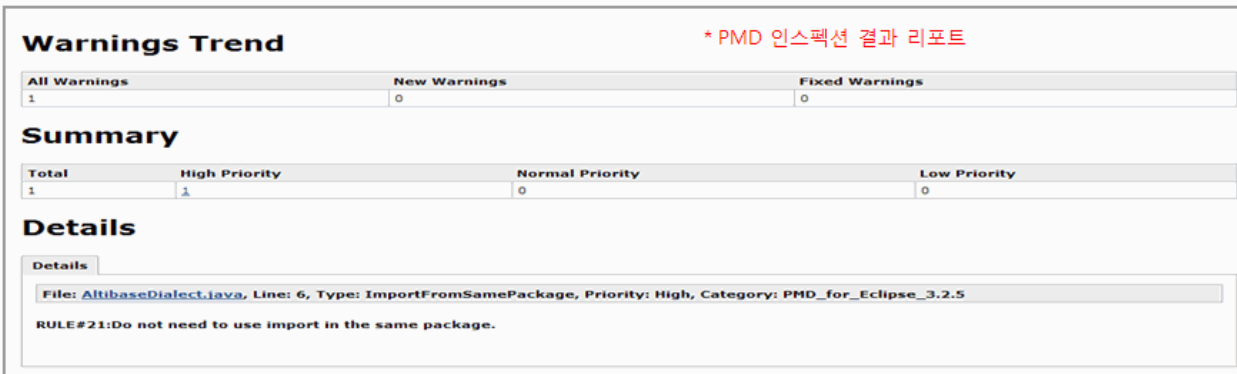 Warnings Trend
* PMD 인스펙션 결과 리포트
All Warnings New Warnings Fixed Warnings
1 0 0
Summary
Total High Priority Normal Priority Low Priority
1 1 0 0
Details
Details
File: AltibaseDialect.java, Line: 6, Type: ImportFromSamePackage, Priority: High, Category: PMD_for_Eclipse_3.2.5
RULE#21:Do not need to use import in the same package.